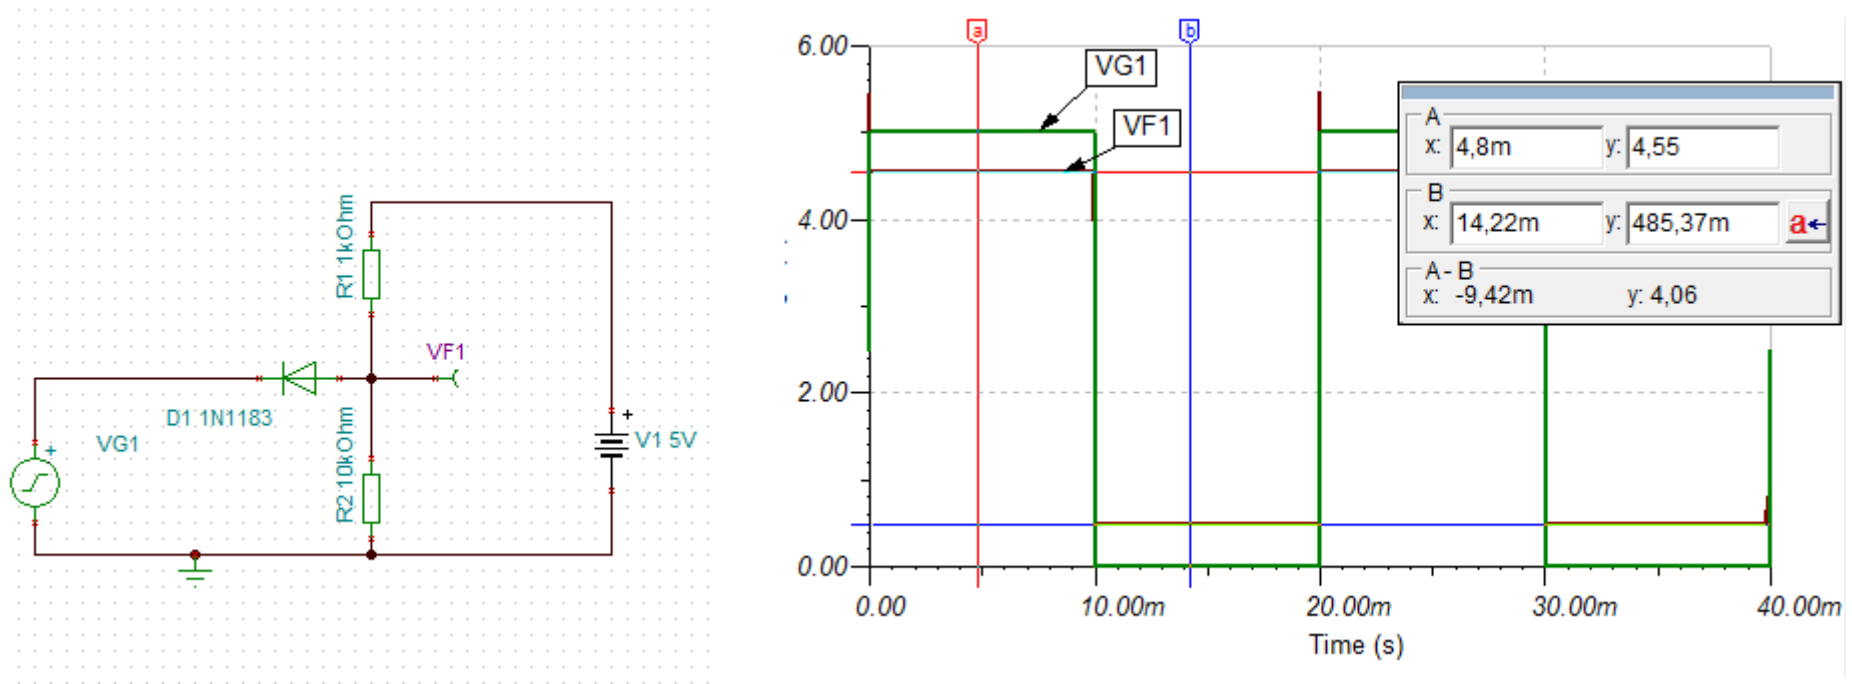 R1 1kOhm
VF1
D1 1N1183
VG1
R2 10kOhm
+
+
V1 5V
a
b
6.00
4.00
2.00
0.00
VG1
VF1
A
x: 4,8m y: 4,55
B
x: 14,22m y: 485,37m a←
A - B
x: -9,42m y: 4,06
0.00 10.00m 20.00m 30.00m 40.00m
Time (s)